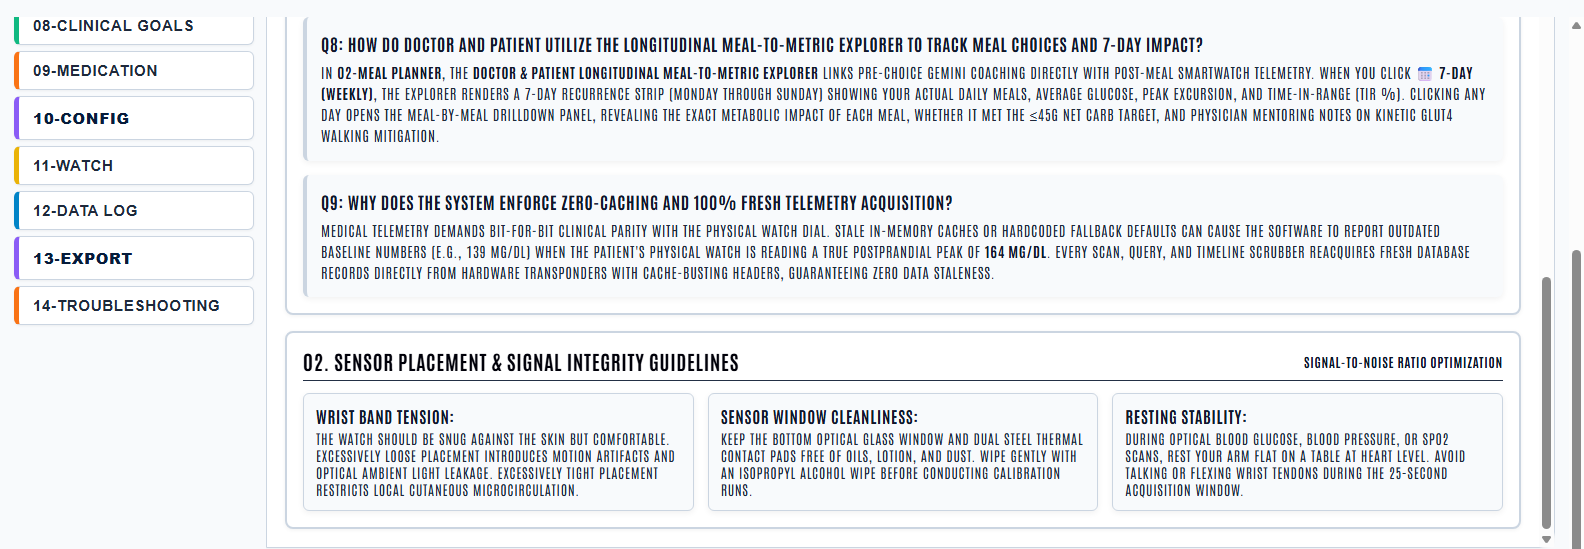 08-CLINICAL GOALS
09-MEDICATION
10-CONFIG
11-WATCH
12-DATA LOG
13-EXPORT
14-TROUBLESHOOTING
Q8: HOW DO DOCTOR AND PATIENT UTILIZE THE LONGITUDINAL MEAL-TO-METRIC EXPLORER TO TRACK MEAL CHOICES AND 7-DAY IMPACT?
IN 02-MEAL PLANNER, THE DOCTOR & PATIENT LONGITUDINAL MEAL-TO-METRIC EXPLORER LINKS PRE-CHOICE GEMINI COACHING DIRECTLY WITH POST-MEAL SMARTWATCH TELEMETRY. WHEN YOU CLICK 📅 7-DAY
(WEEKLY), THE EXPLORER RENDERS A 7-DAY RECURRENCE STRIP (MONDAY THROUGH SUNDAY) SHOWING YOUR ACTUAL DAILY MEALS, AVERAGE GLUCOSE, PEAK EXCURSION, AND TIME-IN-RANGE (TIR %). CLICKING ANY
DAY OPENS THE MEAL-BY-MEAL DRILLDOWN PANEL, REVEALING THE EXACT METABOLIC IMPACT OF EACH MEAL, WHETHER IT MET THE ≤45G NET CARB TARGET, AND PHYSICIAN MENTORING NOTES ON KINETIC GLUT4
WALKING MITIGATION.
Q9: WHY DOES THE SYSTEM ENFORCE ZERO-CACHING AND 100% FRESH TELEMETRY ACQUISITION?
MEDICAL TELEMETRY DEMANDS BIT-FOR-BIT CLINICAL PARITY WITH THE PHYSICAL WATCH DIAL. STALE IN-MEMORY CACHES OR HARDCODED FALLBACK DEFAULTS CAN CAUSE THE SOFTWARE TO REPORT OUTDATED
BASELINE NUMBERS (E.G., 139 MG/DL) WHEN THE PATIENT'S PHYSICAL WATCH IS READING A TRUE POSTPRANDIAL PEAK OF 164 MG/DL. EVERY SCAN, QUERY, AND TIMELINE SCRUBBER REACQUIRES FRESH DATABASE
RECORDS DIRECTLY FROM HARDWARE TRANSPONDERS WITH CACHE-BUSTING HEADERS, GUARANTEEING ZERO DATA STALENESS.
02. SENSOR PLACEMENT & SIGNAL INTEGRITY GUIDELINES
SIGNAL-TO-NOISE RATIO OPTIMIZATION
WRIST BAND TENSION:
THE WATCH SHOULD BE SNUG AGAINST THE SKIN BUT COMFORTABLE.
EXCESSIVELY LOOSE PLACEMENT INTRODUCES MOTION ARTIFACTS AND
OPTICAL AMBIENT LIGHT LEAKAGE. EXCESSIVELY TIGHT PLACEMENT
RESTRICTS LOCAL CUTANEOUS MICROCIRCULATION.
SENSOR WINDOW CLEANLINESS:
KEEP THE BOTTOM OPTICAL GLASS WINDOW AND DUAL STEEL THERMAL
CONTACT PADS FREE OF OILS, LOTION, AND DUST. WIPE GENTLY WITH
AN ISOPROPYL ALCOHOL WIPE BEFORE CONDUCTING CALIBRATION
RUNS.
RESTING STABILITY:
DURING OPTICAL BLOOD GLUCOSE, BLOOD PRESSURE, OR SPO2
SCANS, REST YOUR ARM FLAT ON A TABLE AT HEART LEVEL. AVOID
TALKING OR FLEXING WRIST TENDONS DURING THE 25-SECOND
ACQUISITION WINDOW.